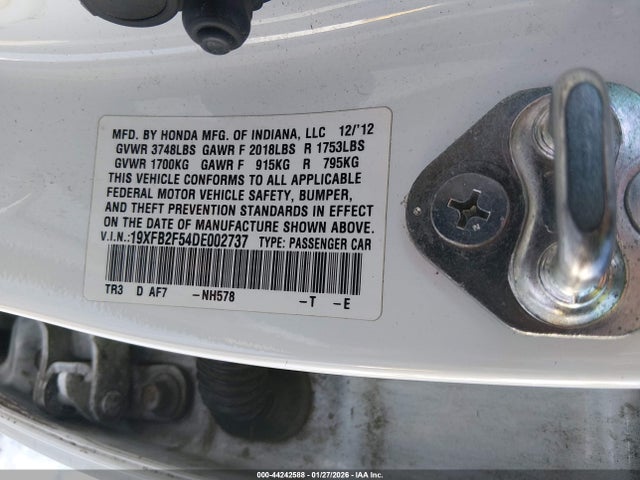 MFD. BY HONDA MFG. OF INDIANA, LLC 12/'12
GVWR 3748LBS GAWR F 2018LBS R 1753LBS
GVWR 1700KG GAWR F 915KG R 795KG
THIS VEHICLE CONFORMS TO ALL APPLICABLE
FEDERAL MOTOR VEHICLE SAFETY, BUMPER,
AND THEFT PREVENTION STANDARDS IN EFFECT
ON THE DATE OF MANUFACTURE SHOWN ABOVE.
V.I.N.:19XFB2F54DE002737 TYPE: PASSENGER CAR
TR3 D AF7 -NH578 -T -E
000-44242588 | 01/27/2026 | IAAI, Inc.